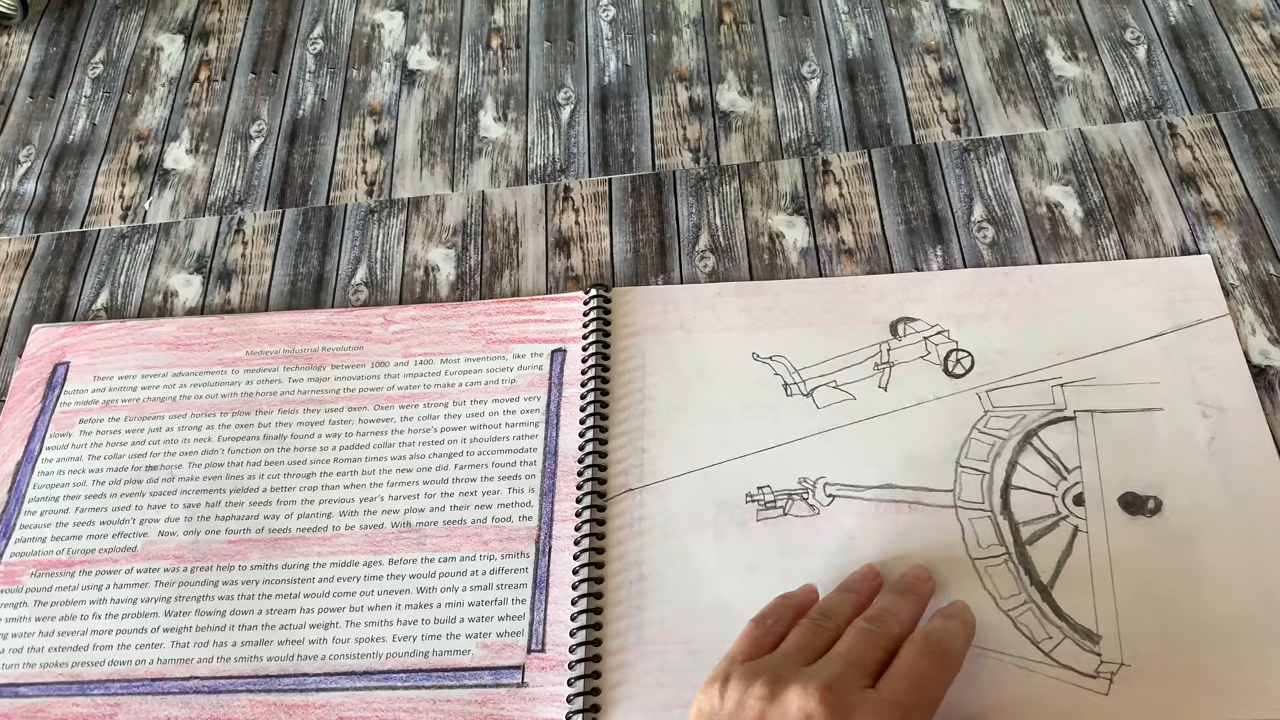 Medieval Industrial Revolution
There were several advancements to medieval technology between 1000 and 1400. Most inventions, like the
button and knitting were not as revolutionary as others. Two major innovations that impacted European society during
the middle ages were changing the ox out with the horse and harnessing the power of water to make a cam and trip.
Before the Europeans used horses to plow their fields they used oxen. Oxen were strong but they moved very
slowly. The horses were just as strong as the oxen but they moved faster; however, the collar they used on the oxen
would hurt the horse and cut into its neck. Europeans finally found a way to harness the horse's power without harming
the animal. The collar used for the oxen didn't function on the horse so a padded collar that rested on it shoulders rather
than its neck was made for the horse. The plow that had been used since Roman times was also changed to accommodate
European soil. The old plow did not make even lines as it cut through the earth but the new one did. Farmers found that
planting their seeds in evenly spaced increments yielded a better crop than when the farmers would throw the seeds on
the ground. Farmers used to have to save half their seeds from the previous year's harvest for the next year. This is
because the seeds wouldn't grow due to the haphazard way of planting. With the new plow and their new method,
planting became more effective. Now, only one fourth of seeds needed to be saved. With more seeds and food, the
population of Europe exploded.
Harnessing the power of water was a great help to smiths during the middle ages. Before the cam and trip, smiths
would pound metal using a hammer. Their pounding was very inconsistent and every time they would pound at a different
rength. The problem with having varying strengths was that the metal would come out uneven. With only a small stream
smiths were able to fix the problem. Water flowing down a stream has power but when it makes a mini waterfall the
ng water had several more pounds of weight behind it than the actual weight. The smiths have to build a water wheel
a rod that extended from the center. That rod has a smaller wheel with four spokes. Every time the water wheel
turn the spokes pressed down on a hammer and the smiths would have a consistently pounding hammer.